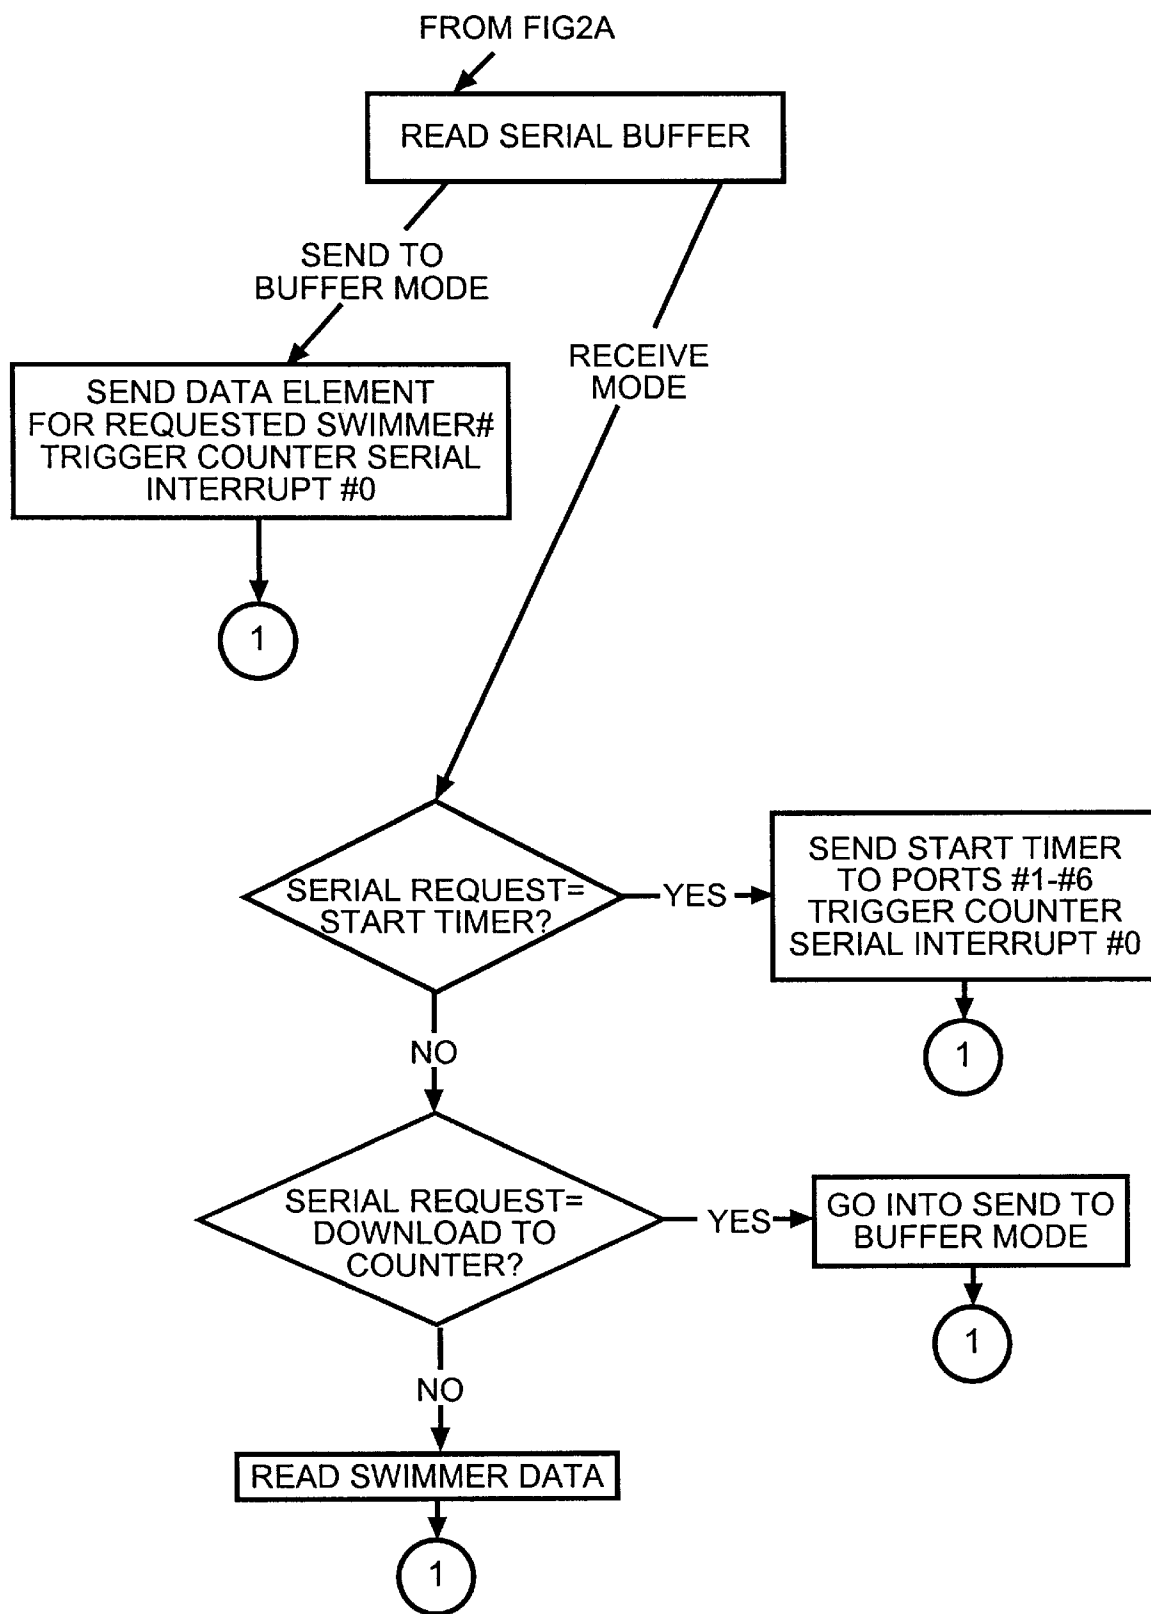 FROM FIG2A
READ SERIAL BUFFER
SEND TO
BUFFER MODE
RECEIVE
MODE
SEND DATA ELEMENT
FOR REQUESTED SWIMMER#
TRIGGER COUNTER SERIAL
INTERRUPT #0
1
SERIAL REQUEST=
START TIMER?
YES
SEND START TIMER
TO PORTS #1-#6
TRIGGER COUNTER
SERIAL INTERRUPT #0
1
NO
SERIAL REQUEST=
DOWNLOAD TO
COUNTER?
YES
GO INTO SEND TO
BUFFER MODE
1
NO
READ SWIMMER DATA
1